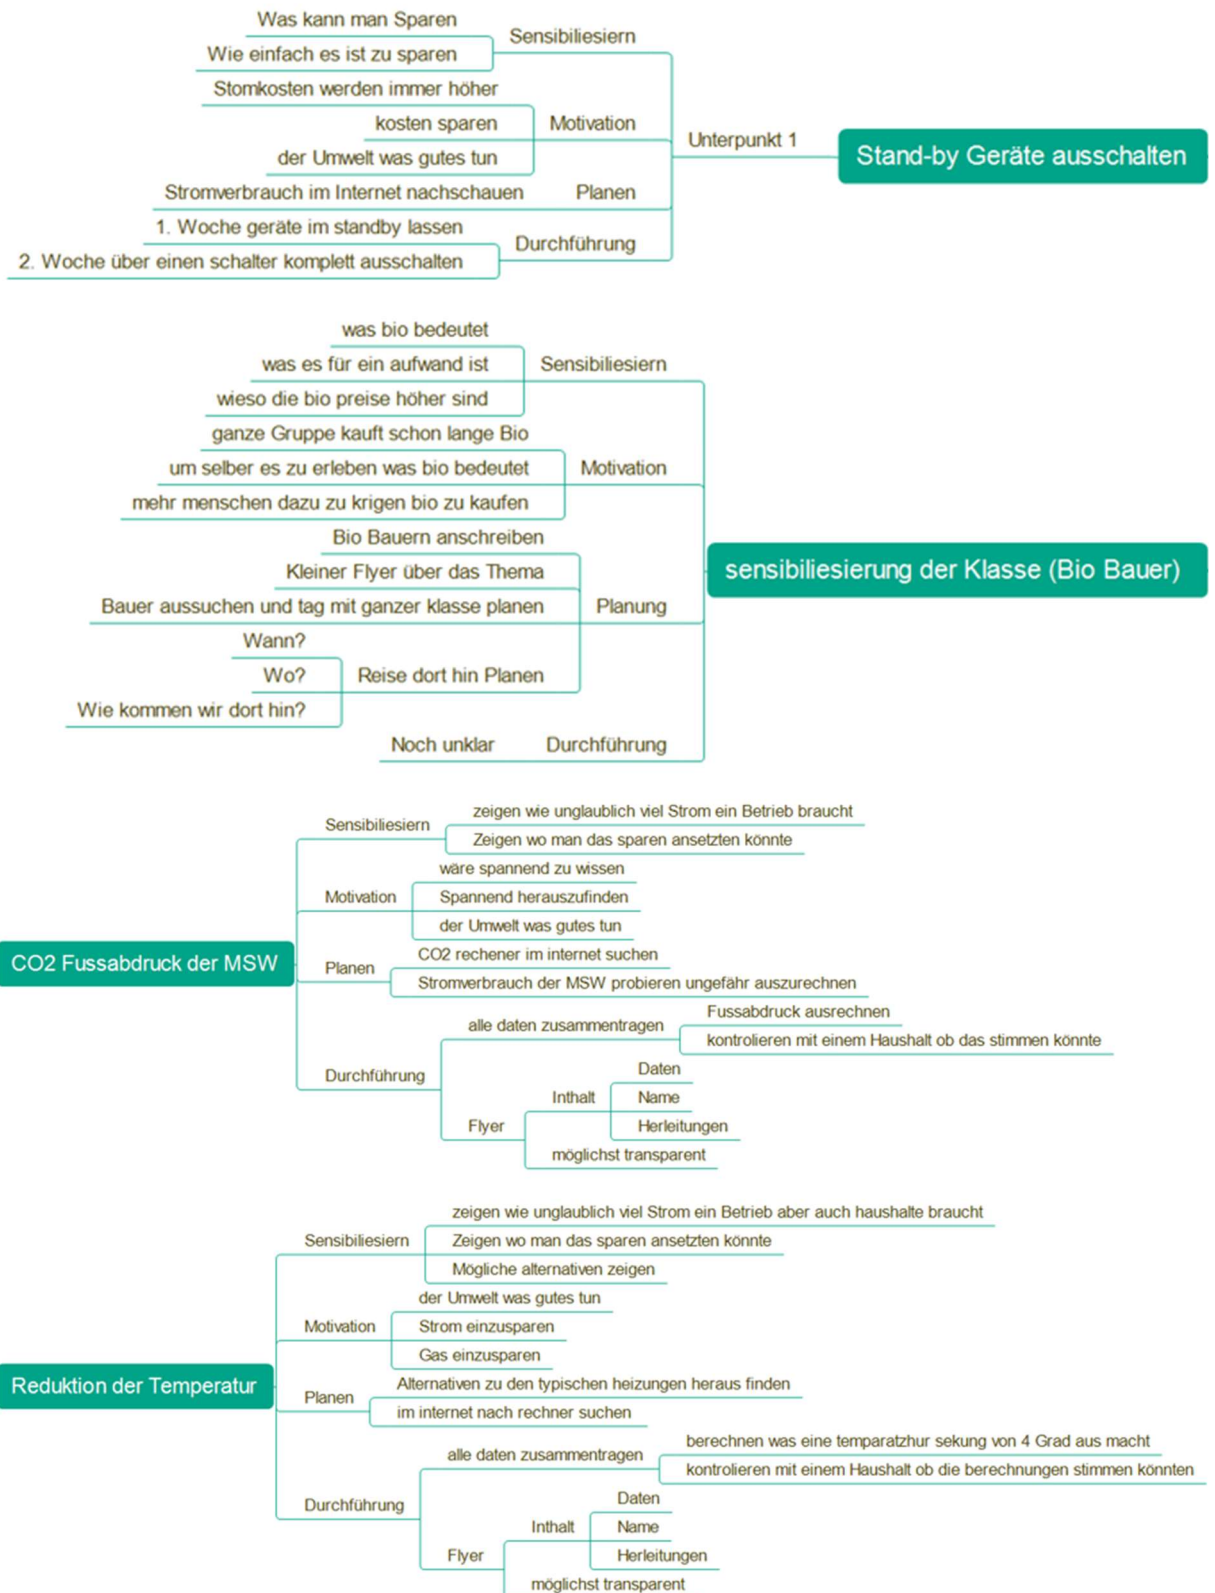 Was kann man Sparen
Sensibiliesiern
Wie einfach es ist zu sparen
Stomkosten werden immer höher
kosten sparen
Motivation
der Umwelt was gutes tun
Unterpunkt 1
Stand-by Geräte ausschalten
Stromverbrauch im Internet nachschauen
Planen
1. Woche geräte im standby lassen
Durchführung
2. Woche über einen schalter komplett ausschalten
was bio bedeutet
was es für ein aufwand ist
Sensibiliesiern
wieso die bio preise höher sind
ganze Gruppe kauft schon lange Bio
um selber es zu erleben was bio bedeutet
Motivation
mehr menschen dazu zu krigen bio zu kaufen
Bio Bauern anschreiben
Kleiner Flyer über das Thema
sensibiliesierung der Klasse (Bio Bauer)
Bauer aussuchen und tag mit ganzer klasse planen
Planung
Wann?
Wo?
Reise dort hin Planen
Wie kommen wir dort hin?
Noch unklar
Durchführung
CO2 Fussabdruck der MSW
Sensibiliesiern
zeigen wie unglaublich viel Strom ein Betrieb braucht
Zeigen wo man das sparen ansetzten könnte
Motivation
wäre spannend zu wissen
Spannend herauszufinden
der Umwelt was gutes tun
Planen
CO2 rechener im internet suchen
Stromverbrauch der MSW probieren ungefähr auszurechnen
Durchführung
alle daten zusammentragen
Fussabdruck ausrechnen
kontrolieren mit einem Haushalt ob das stimmen könnte
Flyer
Inthalt
Daten
Name
Herleitungen
möglichst transparent
Reduktion der Temperatur
Sensibiliesiern
zeigen wie unglaublich viel Strom ein Betrieb aber auch haushalte braucht
Zeigen wo man das sparen ansetzten könnte
Mögliche alternativen zeigen
Motivation
der Umwelt was gutes tun
Strom einzusparen
Gas einzusparen
Planen
Alternativen zu den typischen heizungen heraus finden
im internet nach rechner suchen
Durchführung
alle daten zusammentragen
berechnen was eine temparatzhur sekung von 4 Grad aus macht
kontrolieren mit einem Haushalt ob die berechnungen stimmen könnten
Flyer
Inthalt
Daten
Name
Herleitungen
möglichst transparent